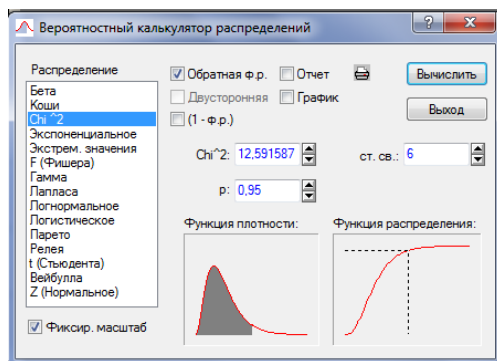 Вероятностный калькулятор распределений
?
X
Распределение
Бета
Коши
Chi ^2
Экспоненциальное
Экстрем. значения
F (Фишера)
Гамма
Лапласа
Логнормальное
Логистическое
Парето
Релея
t (Стьюдента)
Вейбулла
Z (Нормальное)
Фиксир. масштаб
Обратная ф.р. Отчет
Двусторонняя График
(1 - ф.р.)
Вычислить
Выход
Chi^2: 12,591587 ст. св.: 6
p: 0,95
Функция плотности: Функция распределения: